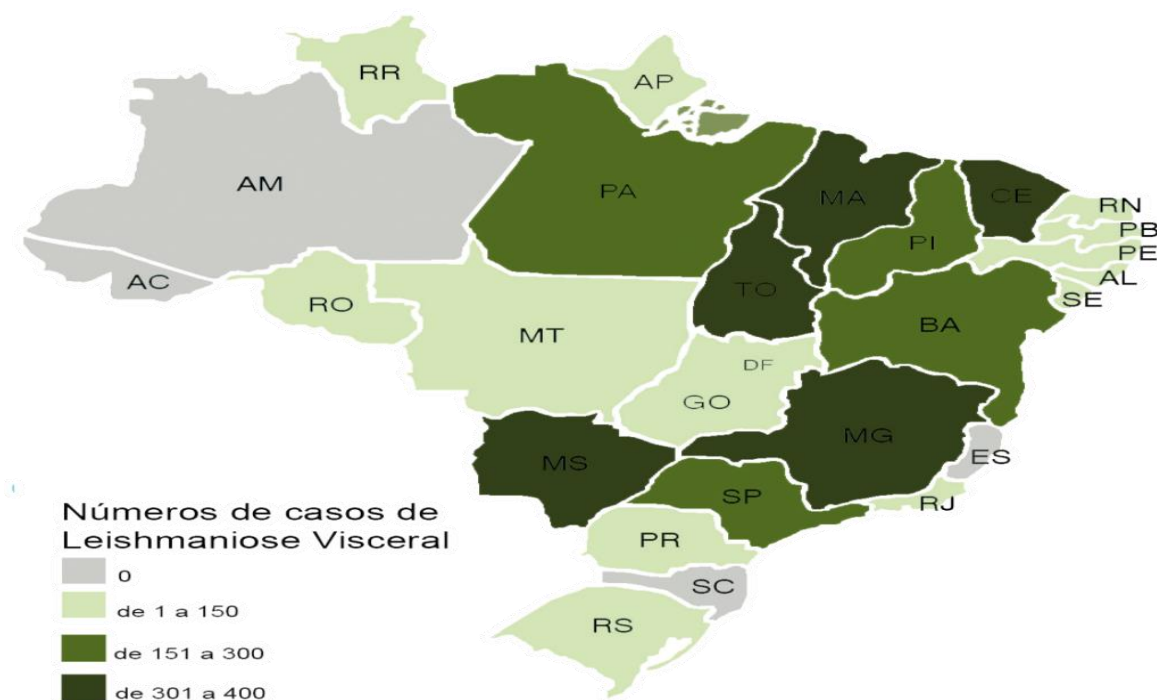 RR
AP
AM
PA
MA
CE
RN
PB
PI
PE
AC
AL
TO
SE
RO
BA
MT
DF
GO
MG
ES
MS
SP
RJ
PR
SC
RS
Números de casos de
Leishmaniose Visceral
0
de 1 a 150
de 151 a 300
de 301 a 400